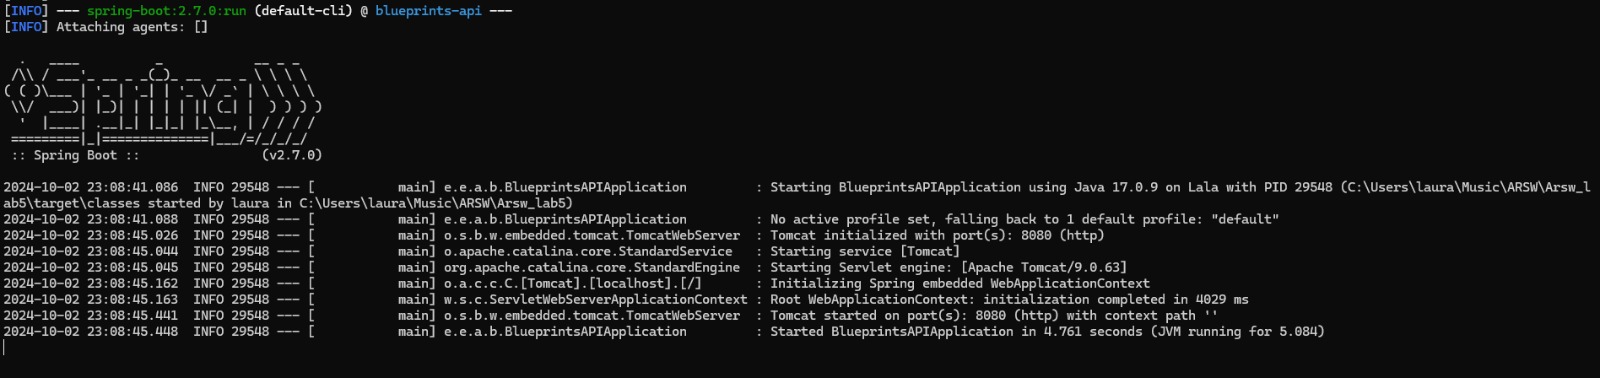 [INFO] --- spring-boot:2.7.0:run (default-cli) @ blueprints-api ---
[INFO] Attaching agents: []
  .   ____          _            __ _ _
 /\\ / ___'_ __ _ _(_)_ __  __ _ \ \ \ \
( ( )\___ | '_ | '_| | '_ \/ _` | \ \ \ \
 \\/  ___)| |_)| | | | | || (_| |  ) ) ) )
  '  |____| .__|_| |_|_| |_\__, | / / / /
 =========|_|==============|___/=/_/_/_/
 :: Spring Boot ::                (v2.7.0)
2024-10-02 23:08:41.086  INFO 29548 --- [           main] e.e.a.b.BlueprintsAPIApplication         : Starting BlueprintsAPIApplication using Java 17.0.9 on Lala with PID 29548 (C:\Users\laura\Music\ARSW\Arsw_l
ab5\target\classes started by laura in C:\Users\laura\Music\ARSW\Arsw_lab5)
2024-10-02 23:08:41.088  INFO 29548 --- [           main] e.e.a.b.BlueprintsAPIApplication         : No active profile set, falling back to 1 default profile: "default"
2024-10-02 23:08:45.026  INFO 29548 --- [           main] o.s.b.w.embedded.tomcat.TomcatWebServer  : Tomcat initialized with port(s): 8080 (http)
2024-10-02 23:08:45.044  INFO 29548 --- [           main] o.apache.catalina.core.StandardService   : Starting service [Tomcat]
2024-10-02 23:08:45.045  INFO 29548 --- [           main] org.apache.catalina.core.StandardEngine  : Starting Servlet engine: [Apache Tomcat/9.0.63]
2024-10-02 23:08:45.162  INFO 29548 --- [           main] o.a.c.c.C.[Tomcat].[localhost].[/]       : Initializing Spring embedded WebApplicationContext
2024-10-02 23:08:45.163  INFO 29548 --- [           main] w.s.c.ServletWebServerApplicationContext : Root WebApplicationContext: initialization completed in 4029 ms
2024-10-02 23:08:45.441  INFO 29548 --- [           main] o.s.b.w.embedded.tomcat.TomcatWebServer  : Tomcat started on port(s): 8080 (http) with context path ''
2024-10-02 23:08:45.448  INFO 29548 --- [           main] e.e.a.b.BlueprintsAPIApplication         : Started BlueprintsAPIApplication in 4.761 seconds (JVM running for 5.084)